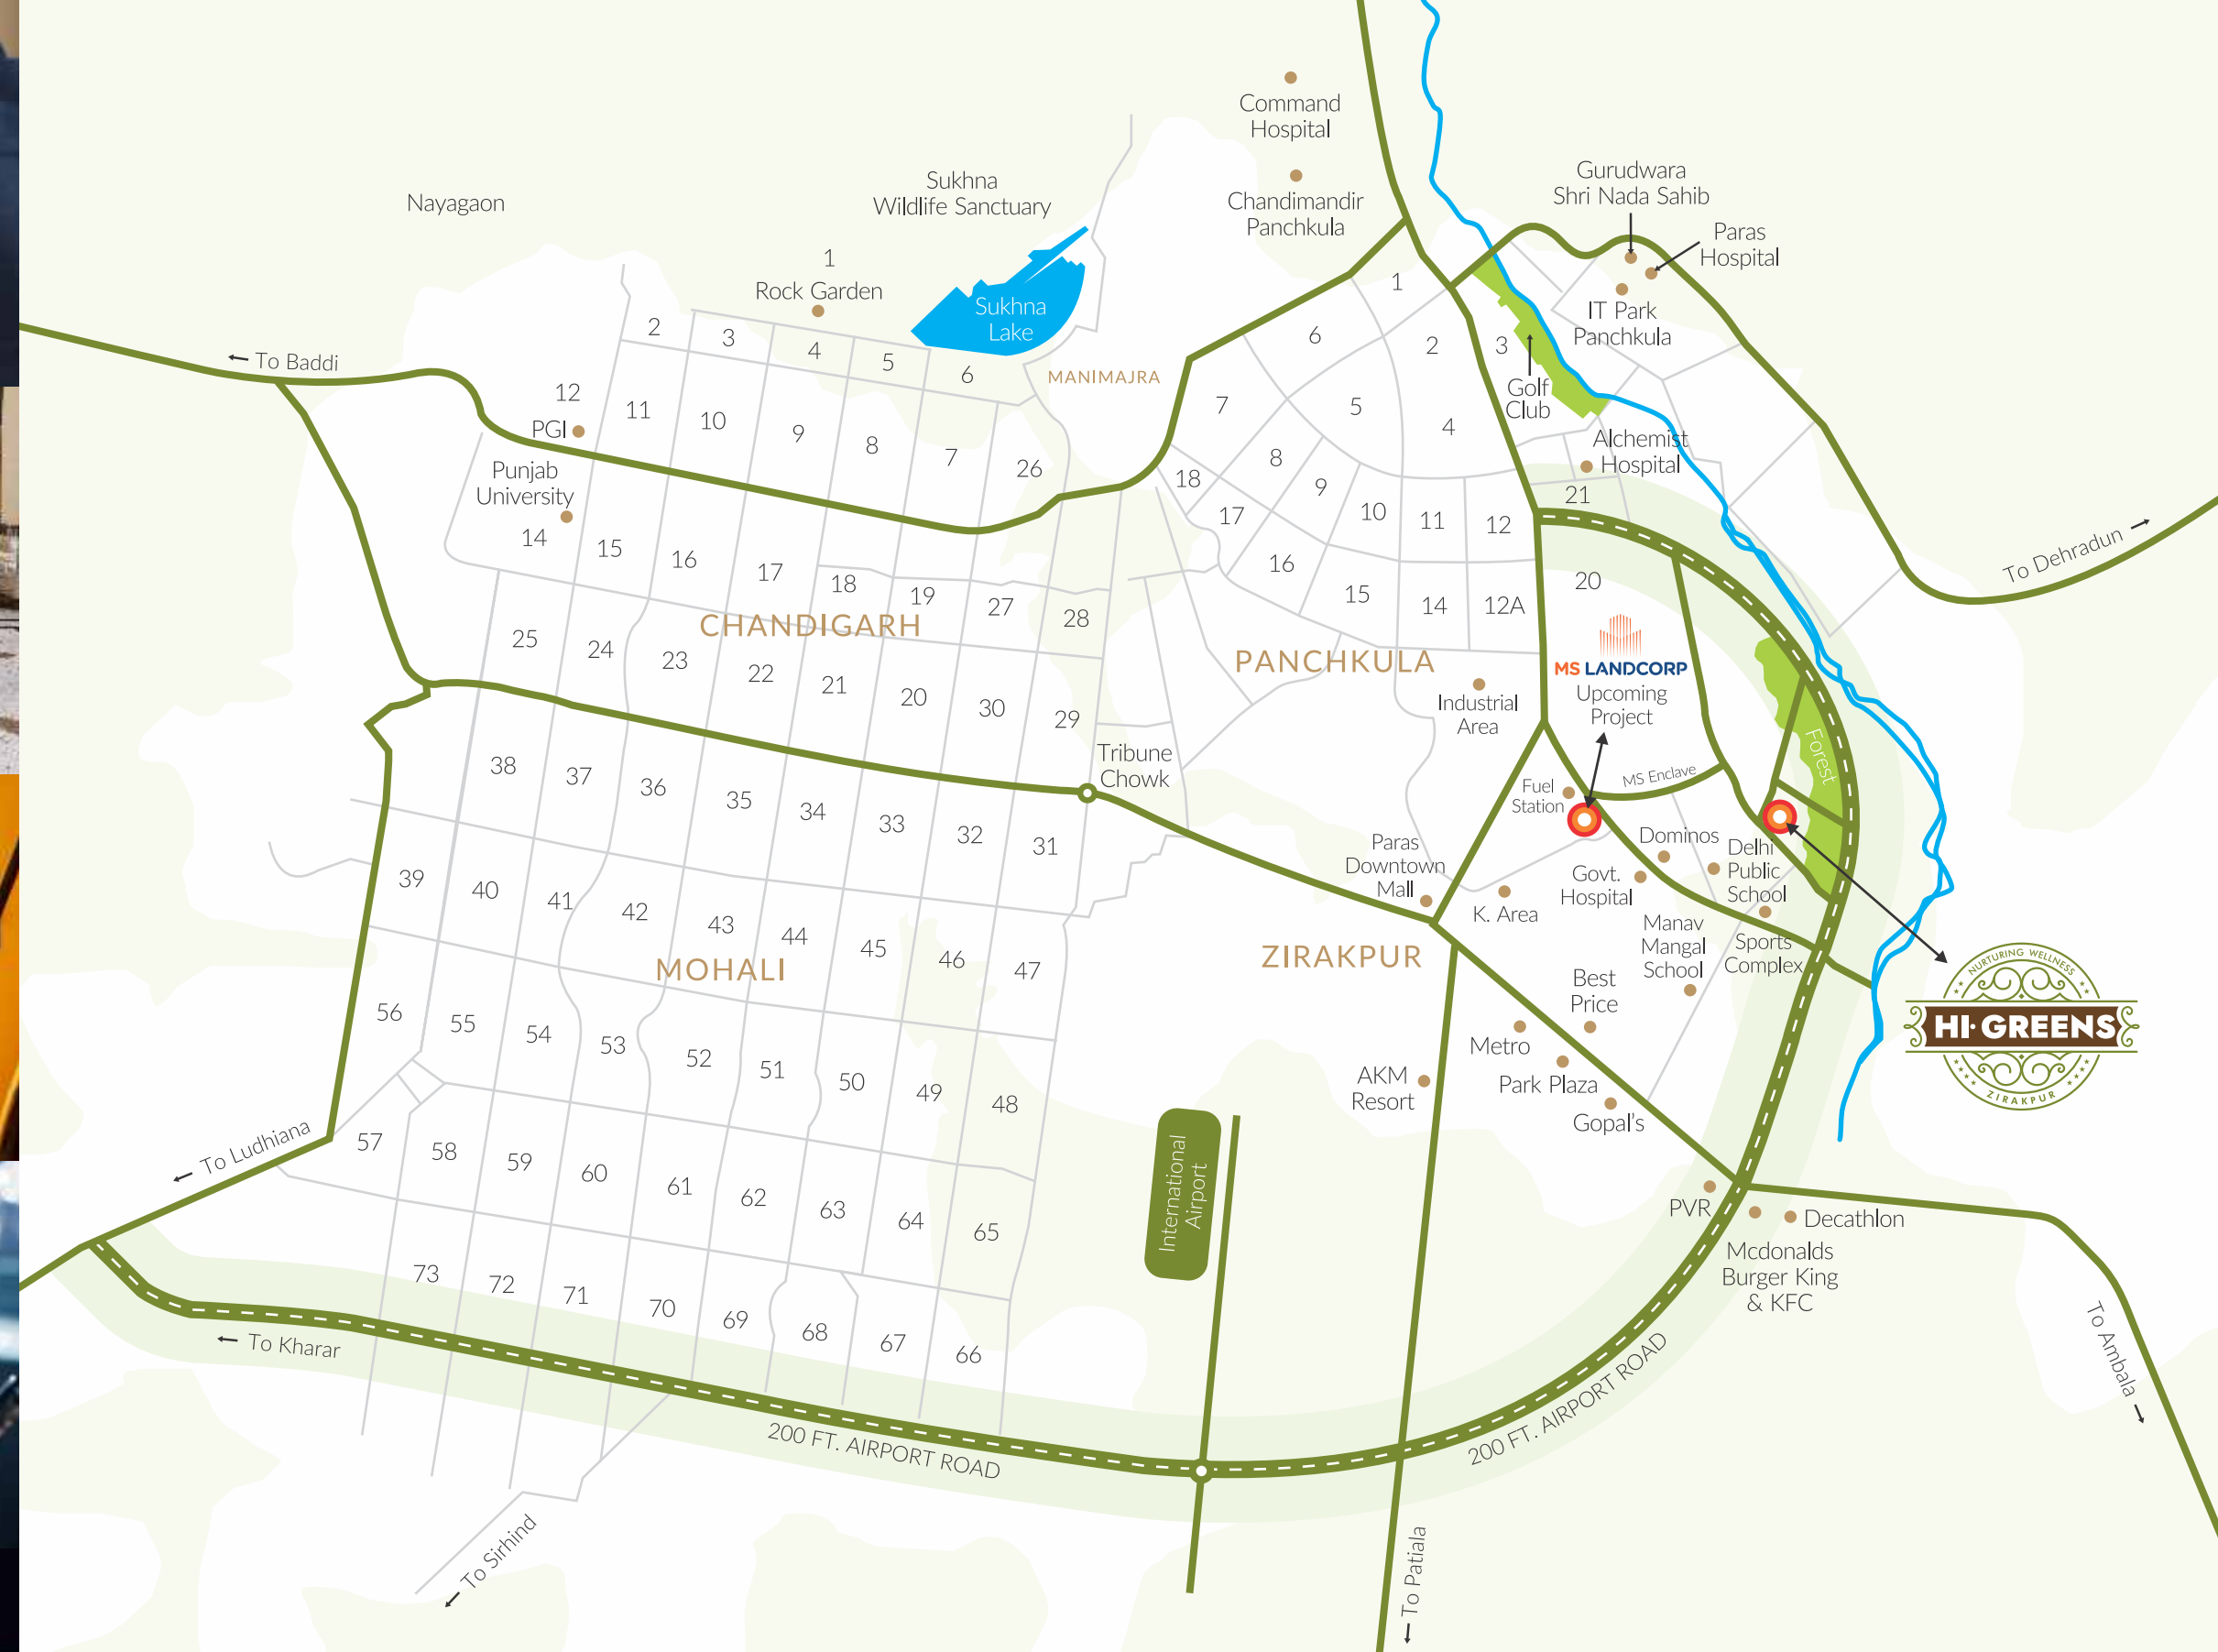 Command
Hospital
Chandimandir
Panchkula
Gurudwara
Shri Nada Sahib
Paras
Hospital
IT Park
Panchkula
Nayagaon
Sukhna
Wildlife Sanctuary
1
Rock Garden
Sukhna
Lake
← To Baddi
MANIMAJRA
2
3
4
5
6
12
PGI
11
10
9
8
7
26
Punjab
University
14
15
16
17
18
19
27
28
CHANDIGARH
25
24
23
22
21
20
30
29
Tribune
Chowk
38
37
36
35
34
33
32
31
39
40
41
42
43
44
45
46
47
MOHALI
56
55
54
53
52
51
50
49
48
57
58
59
60
61
62
63
64
65
73
72
71
70
69
68
67
66
← To Ludhiana
← To Kharar
← To Sirhind
200 FT. AIRPORT ROAD
1
6
2
3
Golf
Club
7
5
4
8
9
18
17
10
11
12
16
15
14
12A
Alchemist
Hospital
21
20
PANCHKULA
To Dehradun →
MS LANDCORP
Upcoming
Project
Industrial
Area
Fuel
Station
MS Enclave
Forest
Paras
Downtown
Mall
K. Area
Dominos
Delhi
Public
School
Govt.
Hospital
Manav
Mangal
School
Sports
Complex
ZIRAKPUR
Best
Price
Metro
Park Plaza
Gopal's
AKM
Resort
NURTURING WELLNESS
HI·GREENS
ZIRAKPUR
International
Airport
PVR
Decathlon
Mcdonalds
Burger King
& KFC
200 FT. AIRPORT ROAD
To Ambala →
← To Patiala